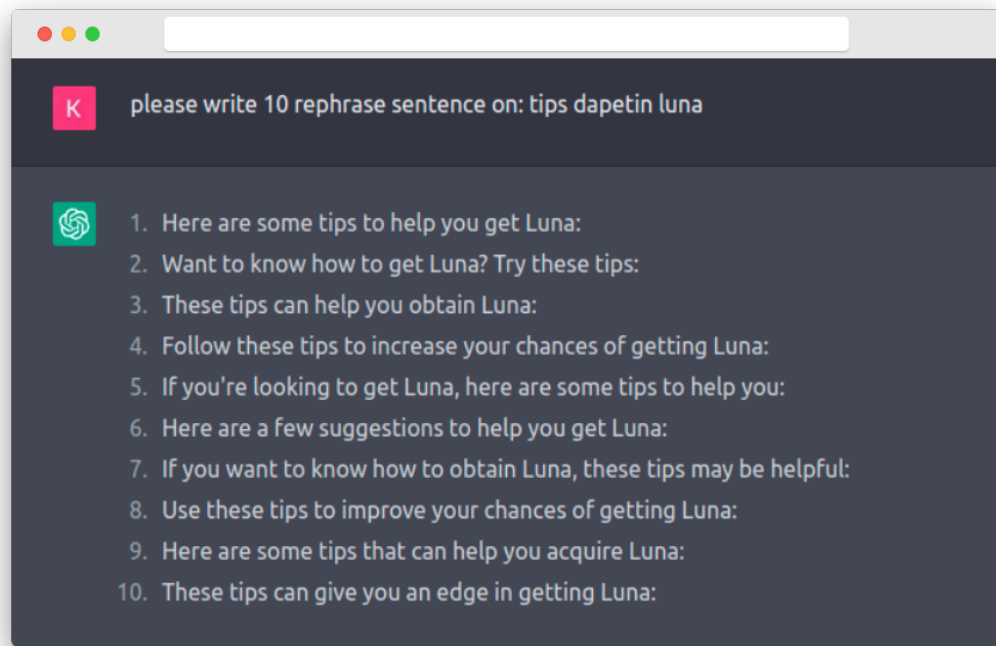 K
please write 10 rephrase sentence on: tips dapetin luna
1. Here are some tips to help you get Luna:
2. Want to know how to get Luna? Try these tips:
3. These tips can help you obtain Luna:
4. Follow these tips to increase your chances of getting Luna:
5. If you're looking to get Luna, here are some tips to help you:
6. Here are a few suggestions to help you get Luna:
7. If you want to know how to obtain Luna, these tips may be helpful:
8. Use these tips to improve your chances of getting Luna:
9. Here are some tips that can help you acquire Luna:
10. These tips can give you an edge in getting Luna: